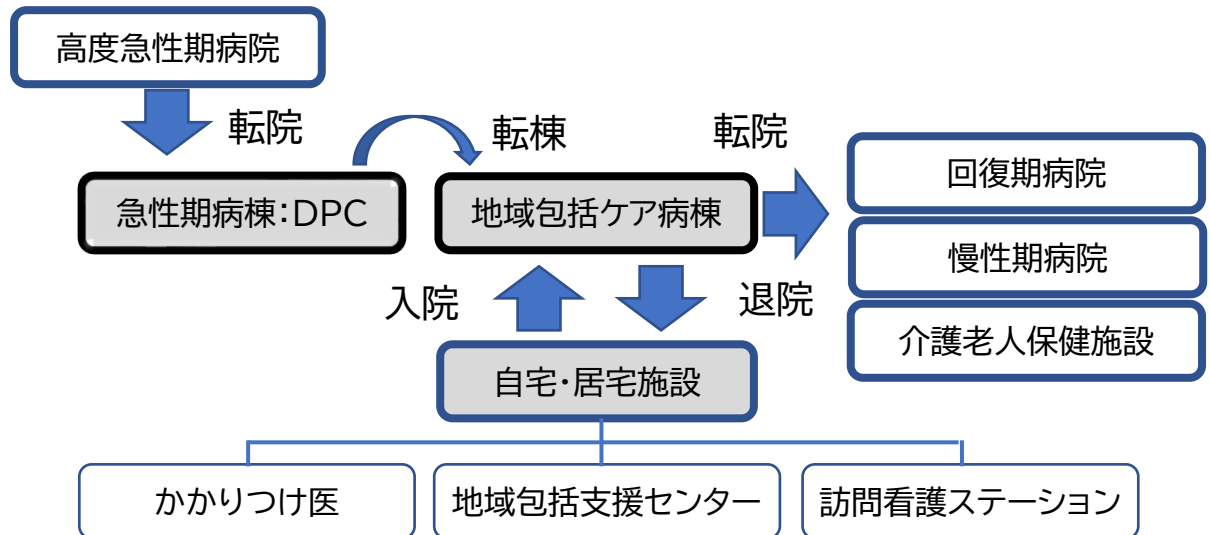 高度急性期病院
転院
転棟
転院
急性期病棟:DPC
地域包括ケア病棟
回復期病院
慢性期病院
介護老人保健施設
入院
退院
自宅・居宅施設
かかりつけ医
地域包括支援センター
訪問看護ステーション